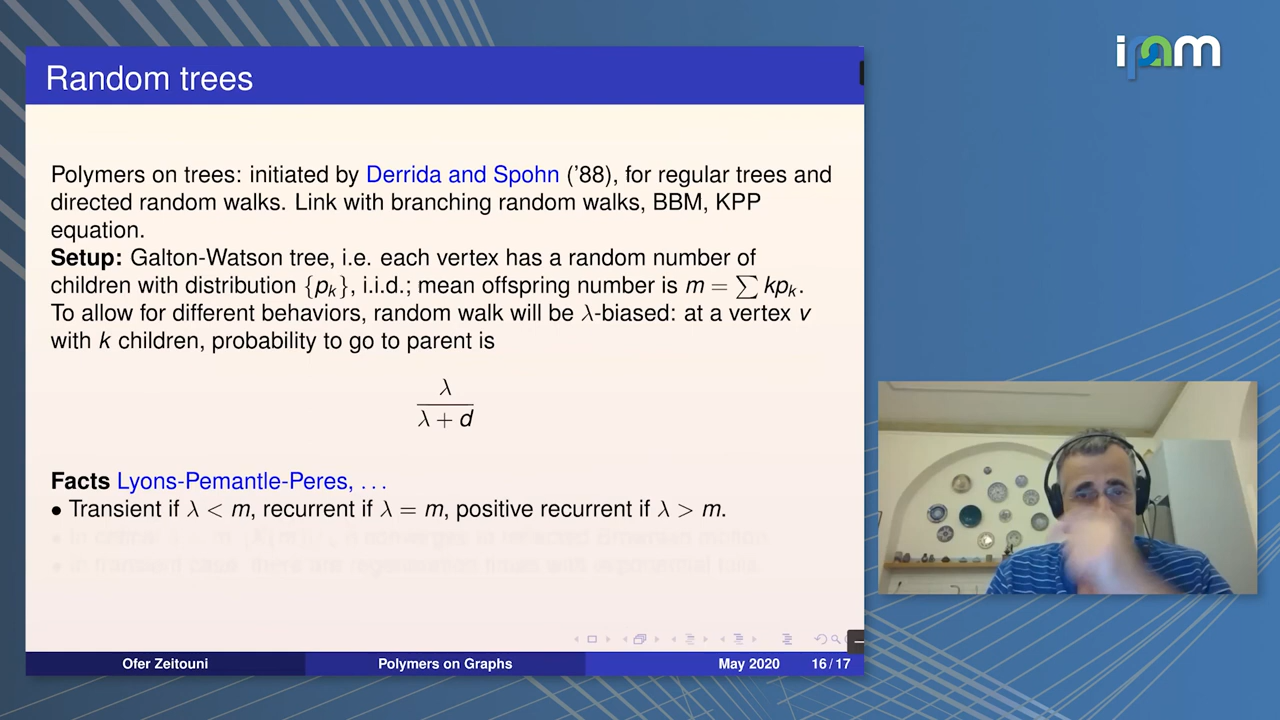 ipam
Random trees
Polymers on trees: initiated by Derrida and Spohn ('88), for regular trees and
directed random walks. Link with branching random walks, BBM, KPP
equation.
Setup: Galton-Watson tree, i.e. each vertex has a random number of
children with distribution {pₖ}, i.i.d.; mean offspring number is m = ∑ kpₖ.
To allow for different behaviors, random walk will be λ-biased: at a vertex v
with k children, probability to go to parent is
λ
λ + d
Facts Lyons-Pemantle-Peres, . . .
• Transient if λ < m, recurrent if λ = m, positive recurrent if λ > m.
Ofer Zeitouni
Polymers on Graphs
May 2020 16 / 17